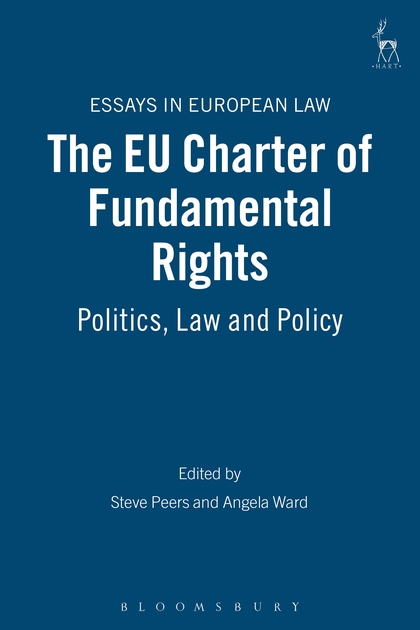 ·HART·
ESSAYS IN EUROPEAN LAW
The EU Charter of
Fundamental
Rights
Politics, Law and Policy
Edited by
Steve Peers and Angela Ward
BLOOMSBURY